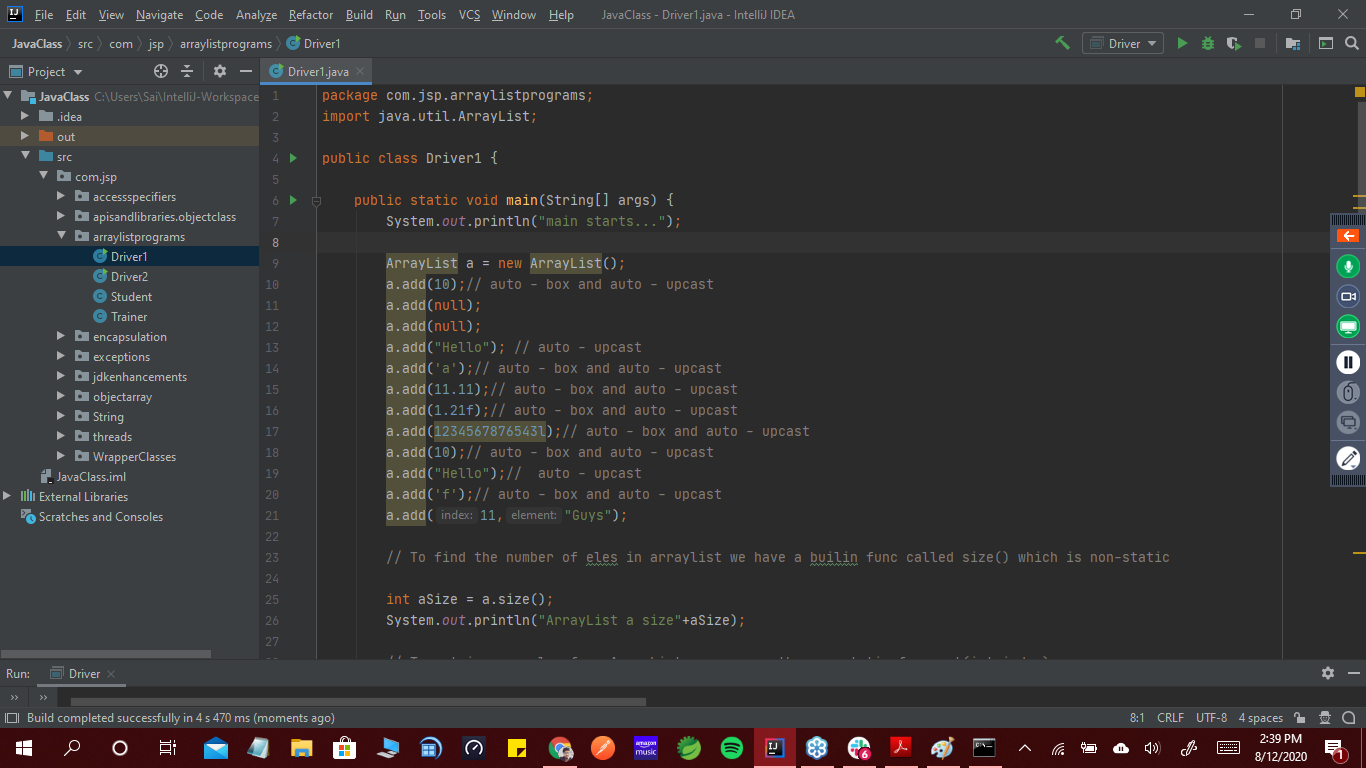 File Edit View Navigate Code Analyze Refactor Build Run Tools VCS Window Help JavaClass - Driver1.java - IntelliJ IDEA
JavaClass src com jsp arraylistprograms Driver1 Driver
Project
Driver1.java
JavaClass C:\Users\Sai\IntelliJ-Workspace
.idea
out
src
com.jsp
accessspecifiers
apisandlibraries.objectclass
arraylistprograms
Driver1
Driver2
Student
Trainer
encapsulation
exceptions
jdkenhancements
objectarray
String
threads
WrapperClasses
JavaClass.iml
External Libraries
Scratches and Consoles
1 package com.jsp.arraylistprograms;
2 import java.util.ArrayList;
3
4 public class Driver1 {
5
6 public static void main(String[] args) {
7 System.out.println("main starts...");
8
9 ArrayList a = new ArrayList();
10 a.add(10);// auto - box and auto - upcast
11 a.add(null);
12 a.add(null);
13 a.add("Hello"); // auto - upcast
14 a.add('a');// auto - box and auto - upcast
15 a.add(11.11);// auto - box and auto - upcast
16 a.add(1.21f);// auto - box and auto - upcast
17 a.add(1234567876543l);// auto - box and auto - upcast
18 a.add(10);// auto - box and auto - upcast
19 a.add("Hello");//  auto - upcast
20 a.add('f');// auto - box and auto - upcast
21 a.add( index: 11, element: "Guys");
22
23 // To find the number of eles in arraylist we have a builin func called size() which is non-static
24
25 int aSize = a.size();
26 System.out.println("ArrayList a size"+aSize);
27
Run: Driver
Build completed successfully in 4 s 470 ms (moments ago) 8:1 CRLF UTF-8 4 spaces
amazon music
6
2:39 PM
8/12/2020
1